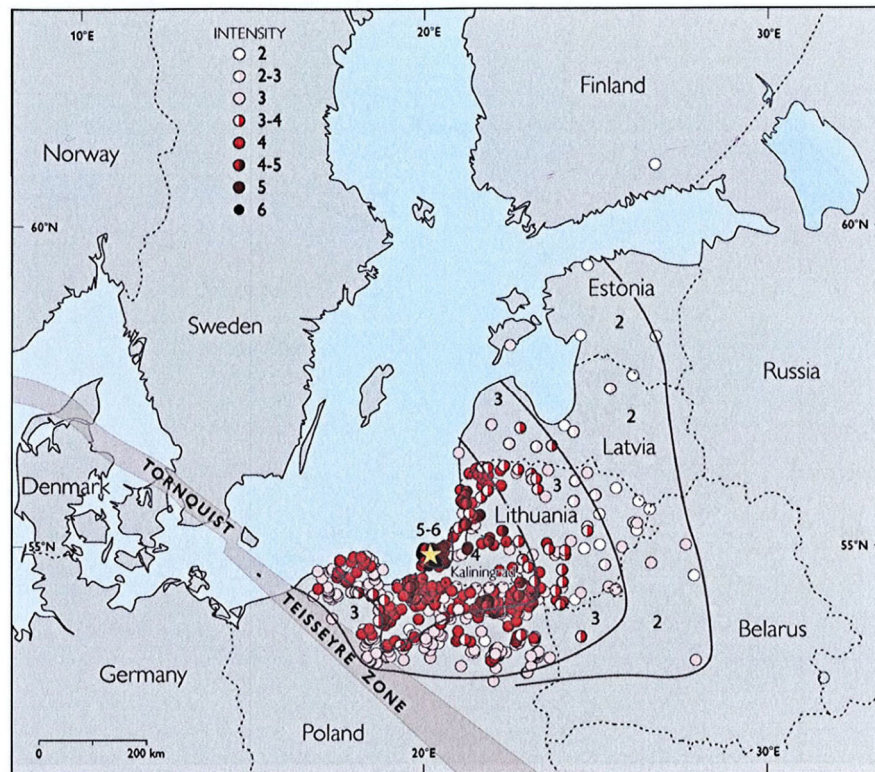 10°E
20°E
30°E
INTENSITY
2
2-3
3
3-4
4
4-5
5
6
Finland
Norway
60°N
60°N
Estonia
2
Sweden
Russia
3
2
Latvia
Denmark
TORNQUIST
3
Lithuania
5-6
55°N
4
55°N
Kaliningrad
3
TEISSEYRE ZONE
3
2
Belarus
Germany
Poland
0
200 km
20°E
30°E